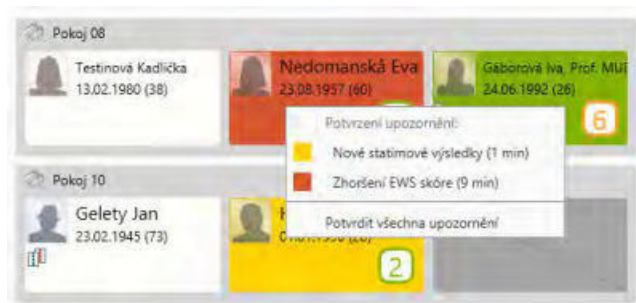 Pokoj 08
Testinová Kadlička
13.02.1980 (38)
Nedomanská Eva
23.08.1957 (60)
Gáborová Iva, Prof. MUD
24.06.1992 (26)
6
Potvrzení upozornění:
Nové statimové výsledky (1 min)
Zhoršení EWS skóre (9 min)
Potvrdit všechna upozornění
Pokoj 10
Gelety Jan
23.02.1945 (73)
2